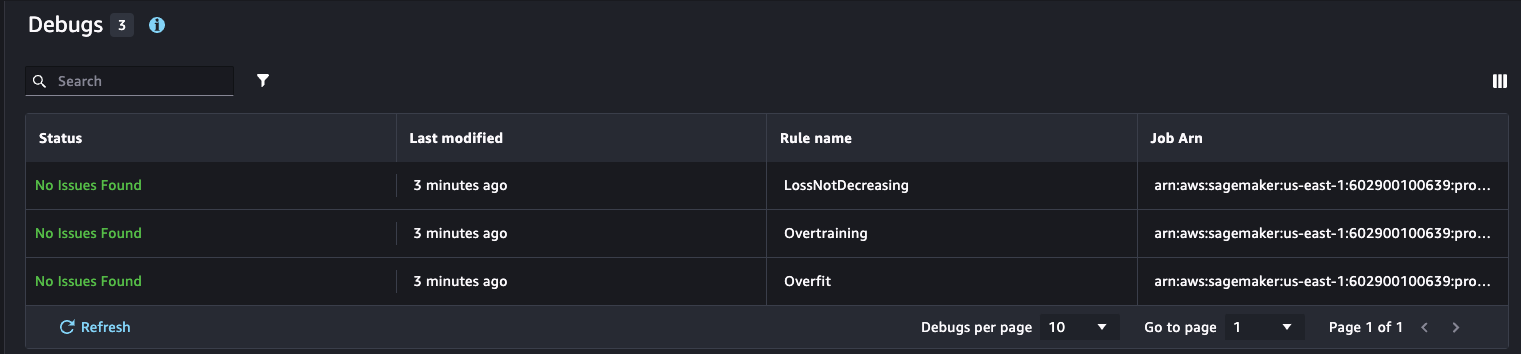 Debugs 3
Search
Status Last modified Rule name Job Arn
No Issues Found 3 minutes ago LossNotDecreasing arn:aws:sagemaker:us-east-1:602900100639:pro...
No Issues Found 3 minutes ago Overtraining arn:aws:sagemaker:us-east-1:602900100639:pro...
No Issues Found 3 minutes ago Overfit arn:aws:sagemaker:us-east-1:602900100639:pro...
Refresh Debugs per page 10 Go to page 1 Page 1 of 1